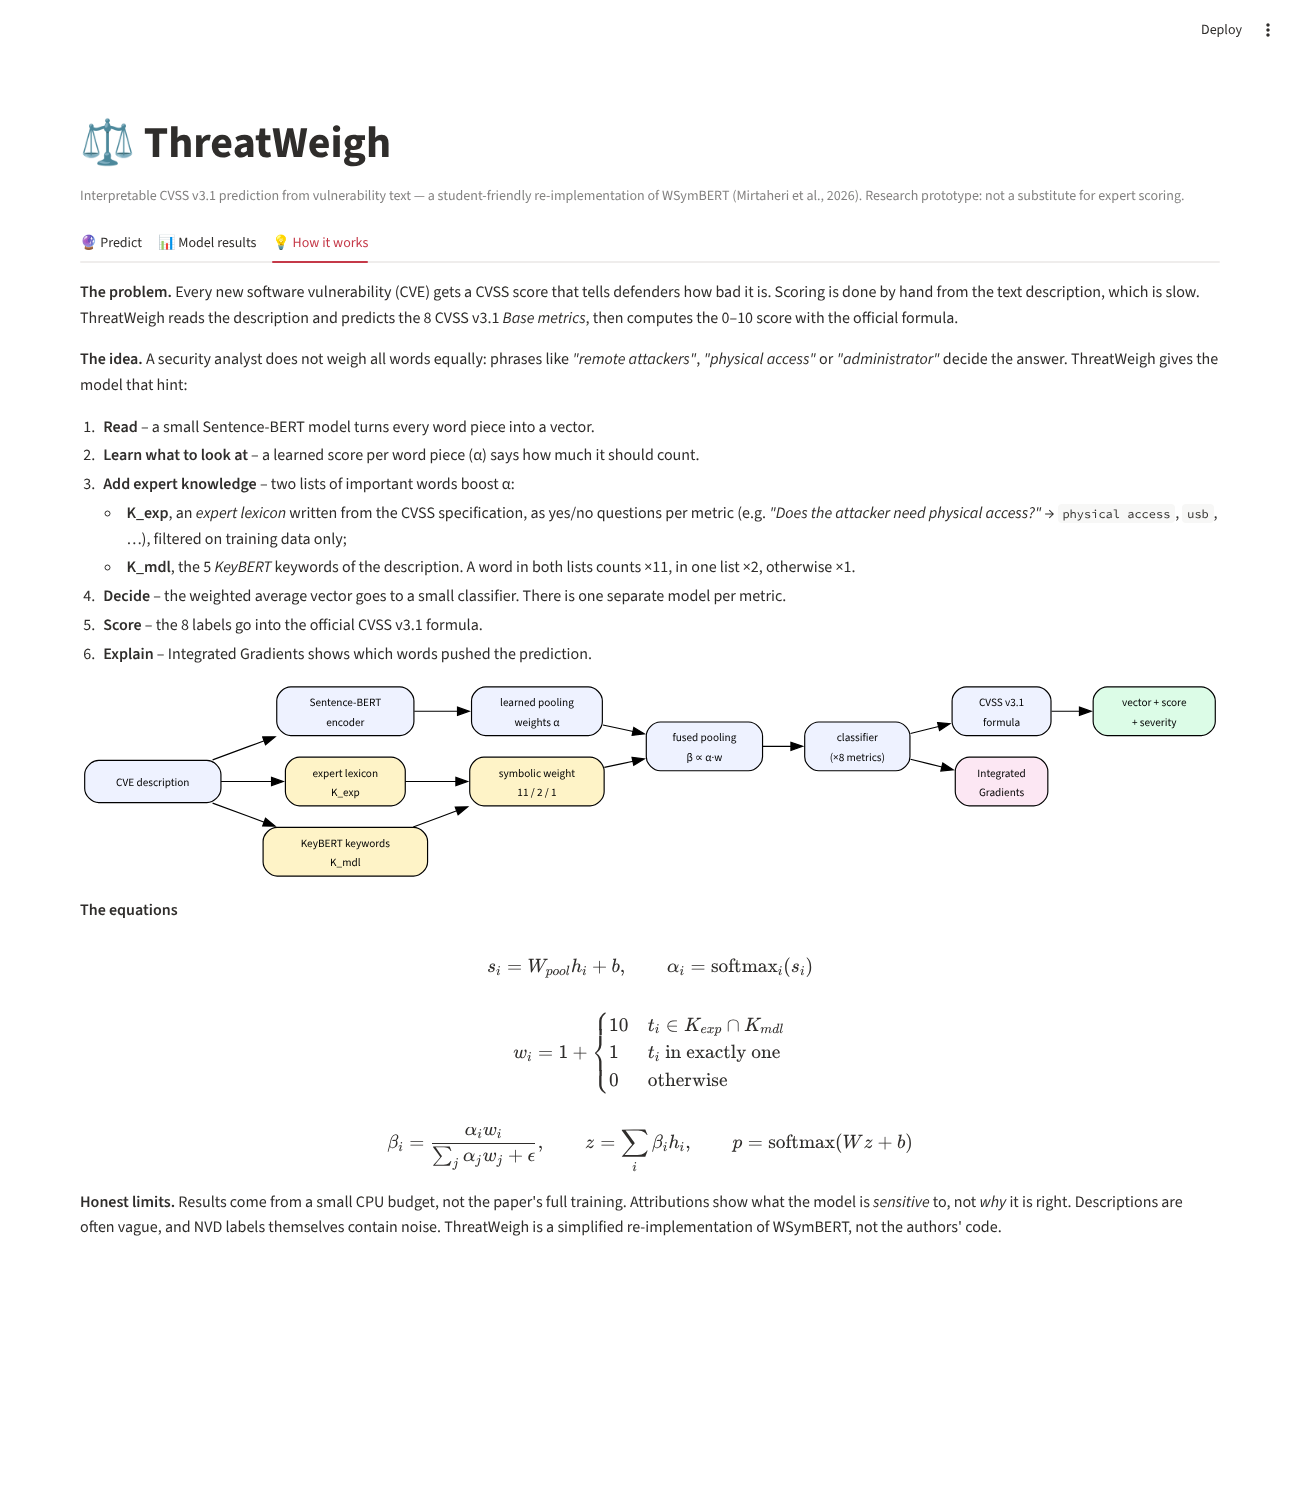 Deploy
⚖️ ThreatWeigh
Interpretable CVSS v3.1 prediction from vulnerability text — a student-friendly re-implementation of WSymBERT (Mirtaheri et al., 2026). Research prototype: not a substitute for expert scoring.
🔮 Predict 📊 Model results 💡 How it works
The problem. Every new software vulnerability (CVE) gets a CVSS score that tells defenders how bad it is. Scoring is done by hand from the text description, which is slow.
ThreatWeigh reads the description and predicts the 8 CVSS v3.1 Base metrics, then computes the 0–10 score with the official formula.
The idea. A security analyst does not weigh all words equally: phrases like "remote attackers", "physical access" or "administrator" decide the answer. ThreatWeigh gives the
model that hint:
1. Read – a small Sentence-BERT model turns every word piece into a vector.
2. Learn what to look at – a learned score per word piece (α) says how much it should count.
3. Add expert knowledge – two lists of important words boost α:
◦ K_exp, an expert lexicon written from the CVSS specification, as yes/no questions per metric (e.g. "Does the attacker need physical access?" → physical access , usb ,
…), filtered on training data only;
◦ K_mdl, the 5 KeyBERT keywords of the description. A word in both lists counts ×11, in one list ×2, otherwise ×1.
4. Decide – the weighted average vector goes to a small classifier. There is one separate model per metric.
5. Score – the 8 labels go into the official CVSS v3.1 formula.
6. Explain – Integrated Gradients shows which words pushed the prediction.
CVE description
Sentence-BERT
encoder
expert lexicon
K_exp
KeyBERT keywords
K_mdl
learned pooling
weights α
symbolic weight
11 / 2 / 1
fused pooling
β ∝ α·w
classifier
(×8 metrics)
CVSS v3.1
formula
Integrated
Gradients
vector + score
+ severity
The equations
s_i = W_pool h_i + b, α_i = softmax_i(s_i)
w_i = 1 + { 10 t_i ∈ K_exp ∩ K_mdl
1 t_i in exactly one
0 otherwise
β_i = α_i w_i / (∑_j α_j w_j + ϵ), z = ∑_i β_i h_i, p = softmax(Wz + b)
Honest limits. Results come from a small CPU budget, not the paper's full training. Attributions show what the model is sensitive to, not why it is right. Descriptions are
often vague, and NVD labels themselves contain noise. ThreatWeigh is a simplified re-implementation of WSymBERT, not the authors' code.